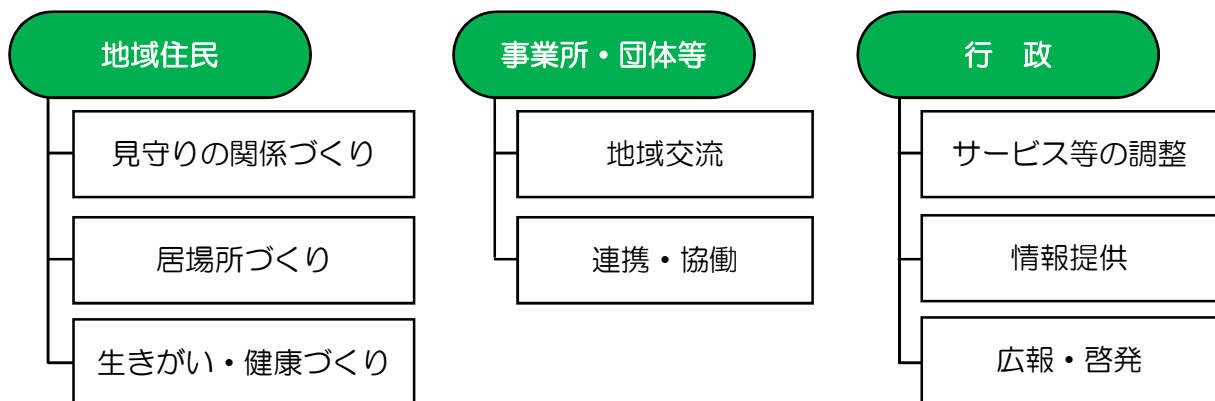 地域住民
見守りの関係づくり
居場所づくり
生きがい・健康づくり
事業所・団体等
地域交流
連携・協働
行　政
サービス等の調整
情報提供
広報・啓発